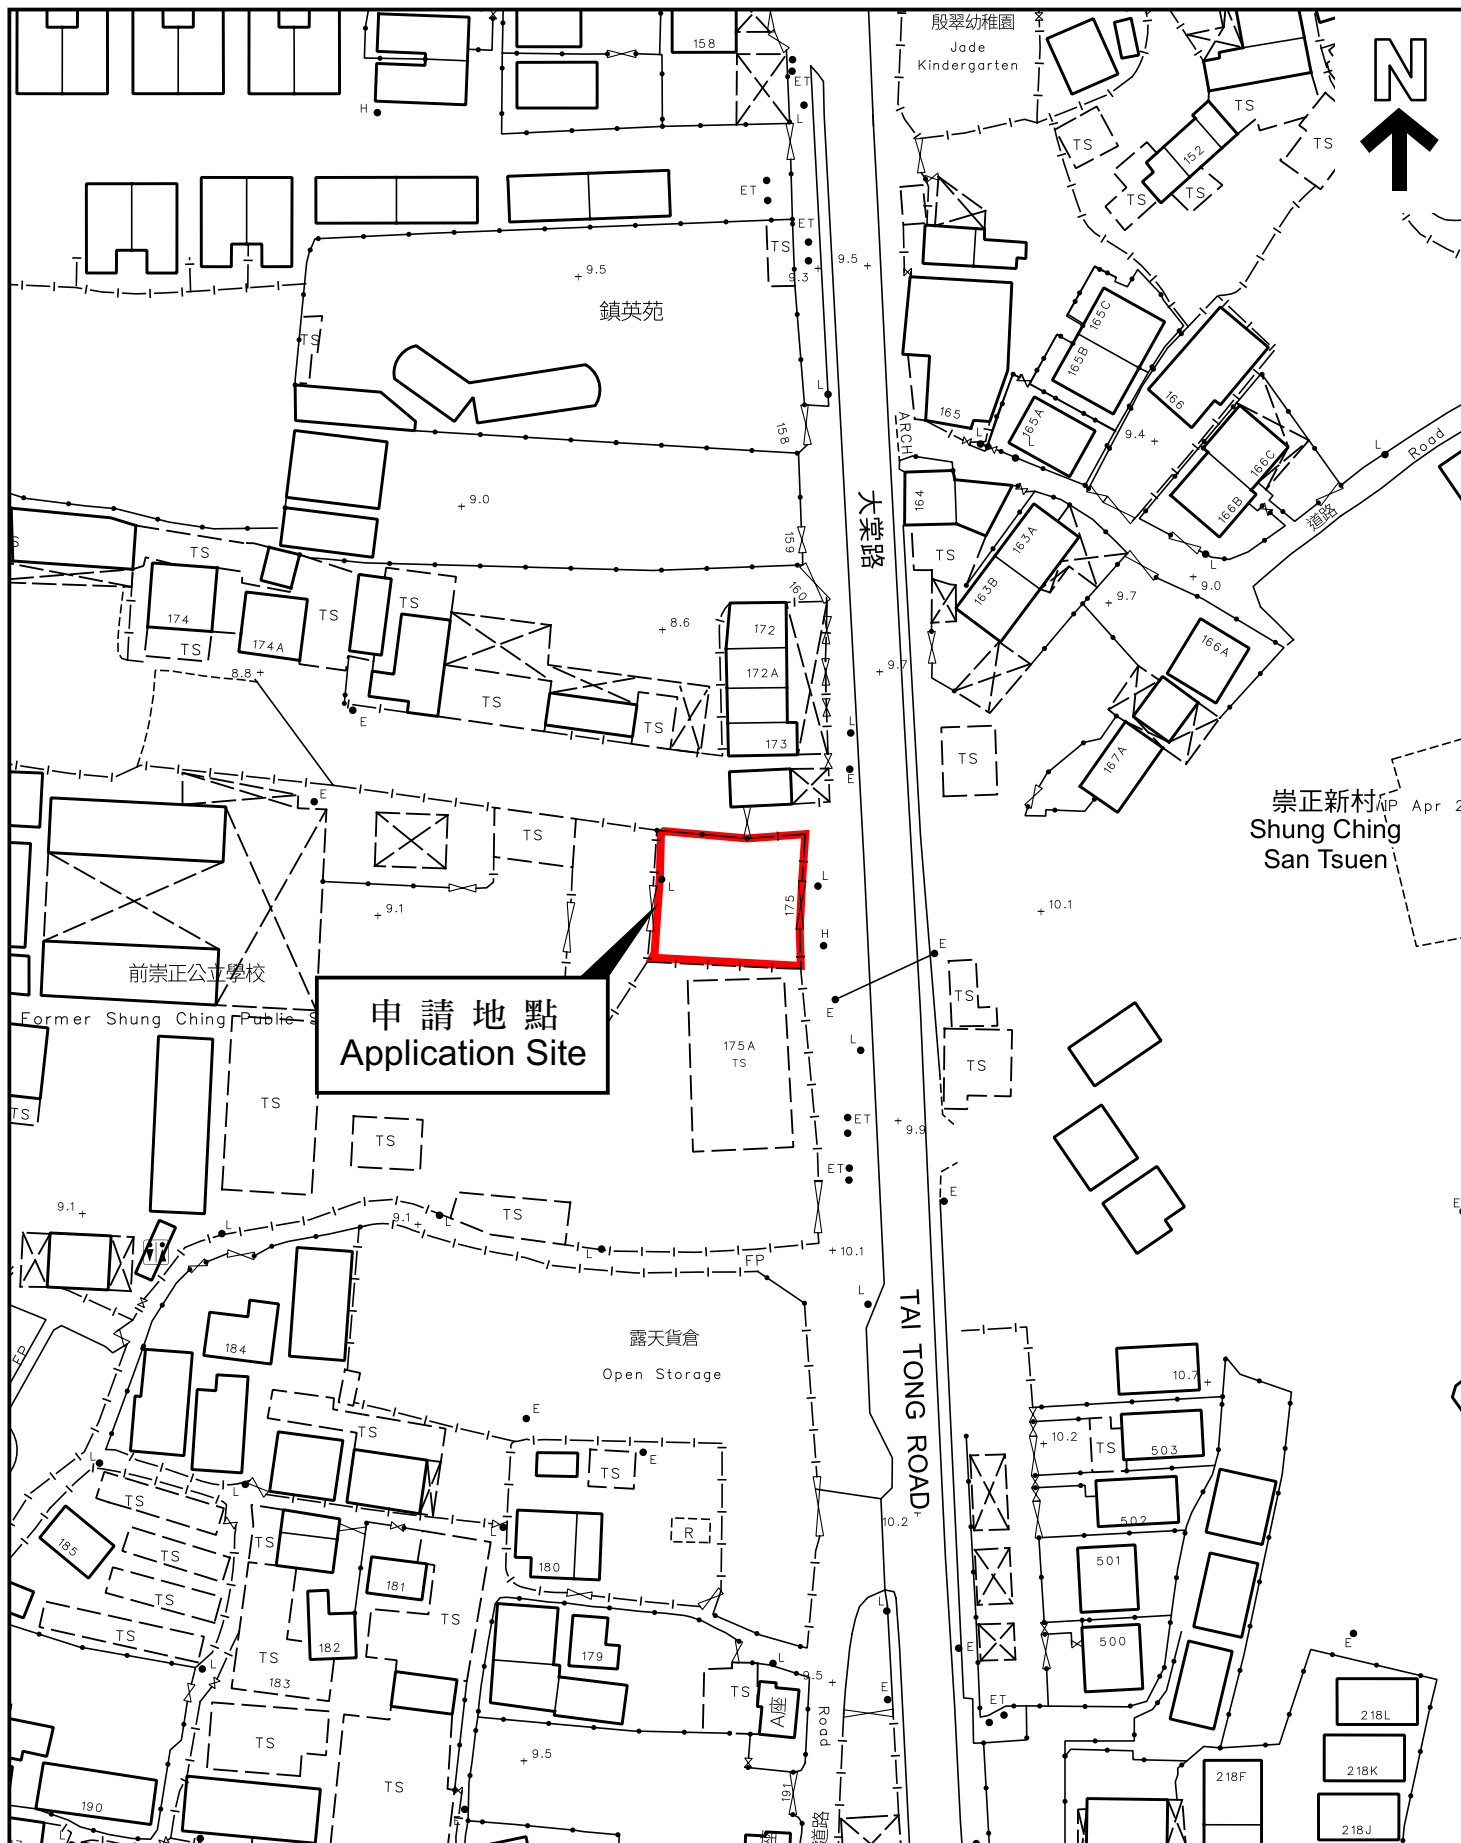 158
殷翠幼稚園
Jade
Kindergarten
N
ET
H
L
TS
TS
TS
152
TS
TS
ET
ET
TS
9.5
9.3
9.5
鎮英苑
TS
165C
165B
165A
165
166
ARCH
L
L
9.4
166C
166B
L
Road
道路
158
9.0
159
大棠路
164
163A
163B
TS
L
9.0
9.7
TS
174
TS
174A
TS
TS
8.8
8.6
160
172
172A
173
9.7
166A
167A
TS
TS
E
L
E
TS
崇正新村
Shung Ching
San Tsuen
IP Apr 2
E
TS
9.1
L
175
L
H
10.1
E
E
前崇正公立學校
Former Shung Ching Public S
申請地點
Application Site
175A
TS
TS
TS
L
TS
TS
TS
ET
9.9
ET
E
E
9.1
L
9.1
L
TS
L
FP
10.1
L
FP
184
露天貨倉
Open Storage
TAI TONG ROAD
10.7
E
TS
10.2
TS
503
L
TS
L
TS
E
R
10.2
502
185
TS
TS
TS
TS
L
180
181
TS
501
500
L
182
TS
183
179
L
TS
9.5
A座
Road
E
E
ET
E
218L
218K
218J
218F
TS
TS
9.5
190
191
道路
L